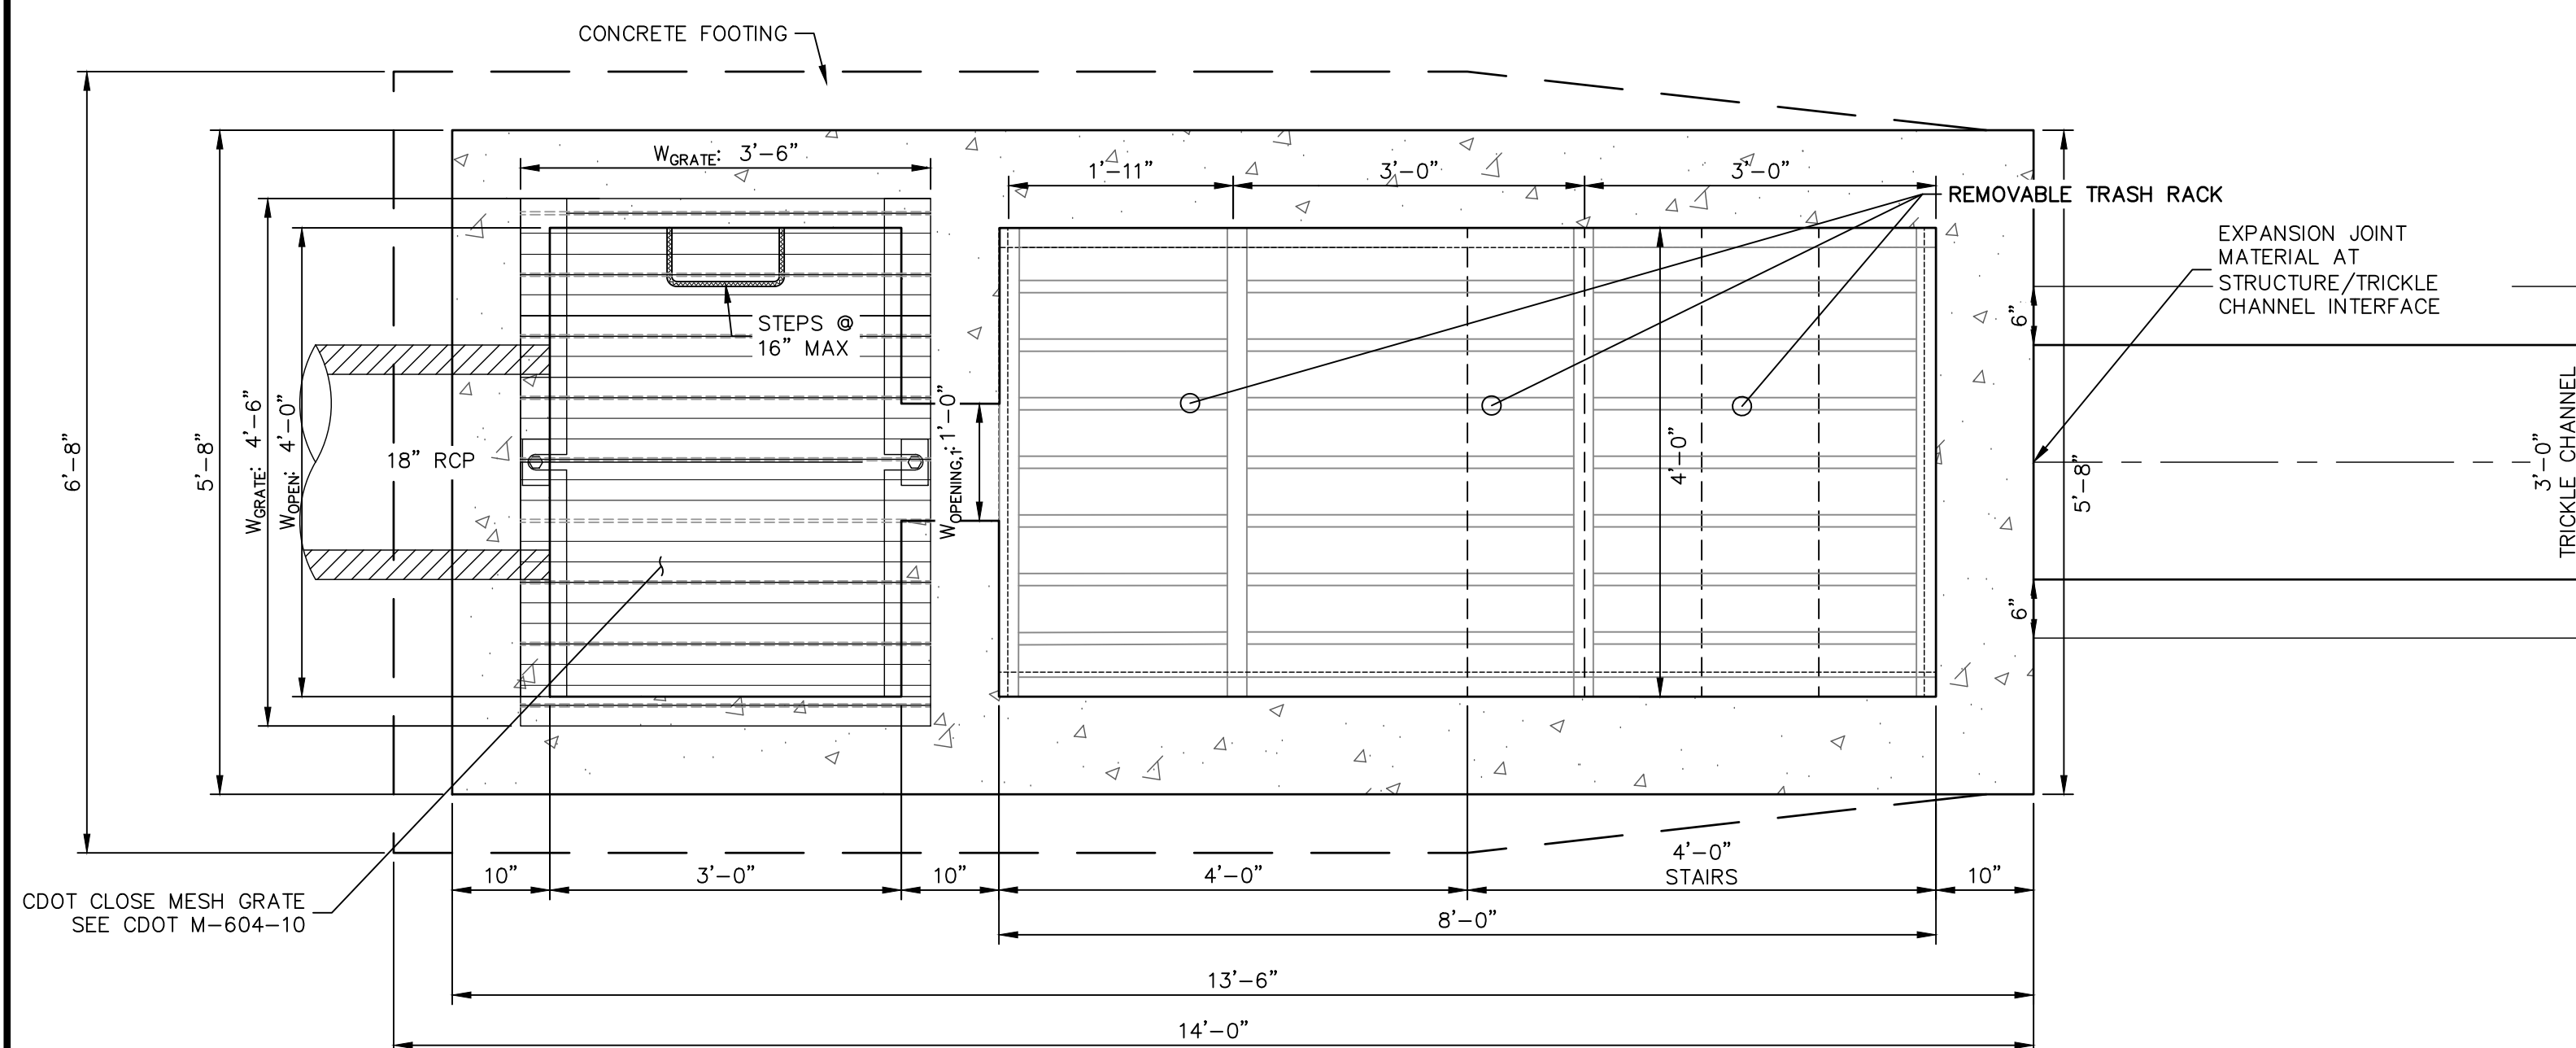 CONCRETE FOOTING
WGRATE: 3'-6"
1'-11"
3'-0"
3'-0"
REMOVABLE TRASH RACK
EXPANSION JOINT
MATERIAL AT
STRUCTURE/TRICKLE
CHANNEL INTERFACE
6"
STEPS @
16" MAX
6'-8"
5'-8"
WGRATE: 4'-6"
WOPEN: 4'-0"
18" RCP
WOPENING,1: 1'-0"
4'-0"
5'-8"
3'-0"
TRICKLE CHANNEL
6"
CDOT CLOSE MESH GRATE
SEE CDOT M-604-10
10"
3'-0"
10"
4'-0"
4'-0"
STAIRS
10"
8'-0"
13'-6"
14'-0"